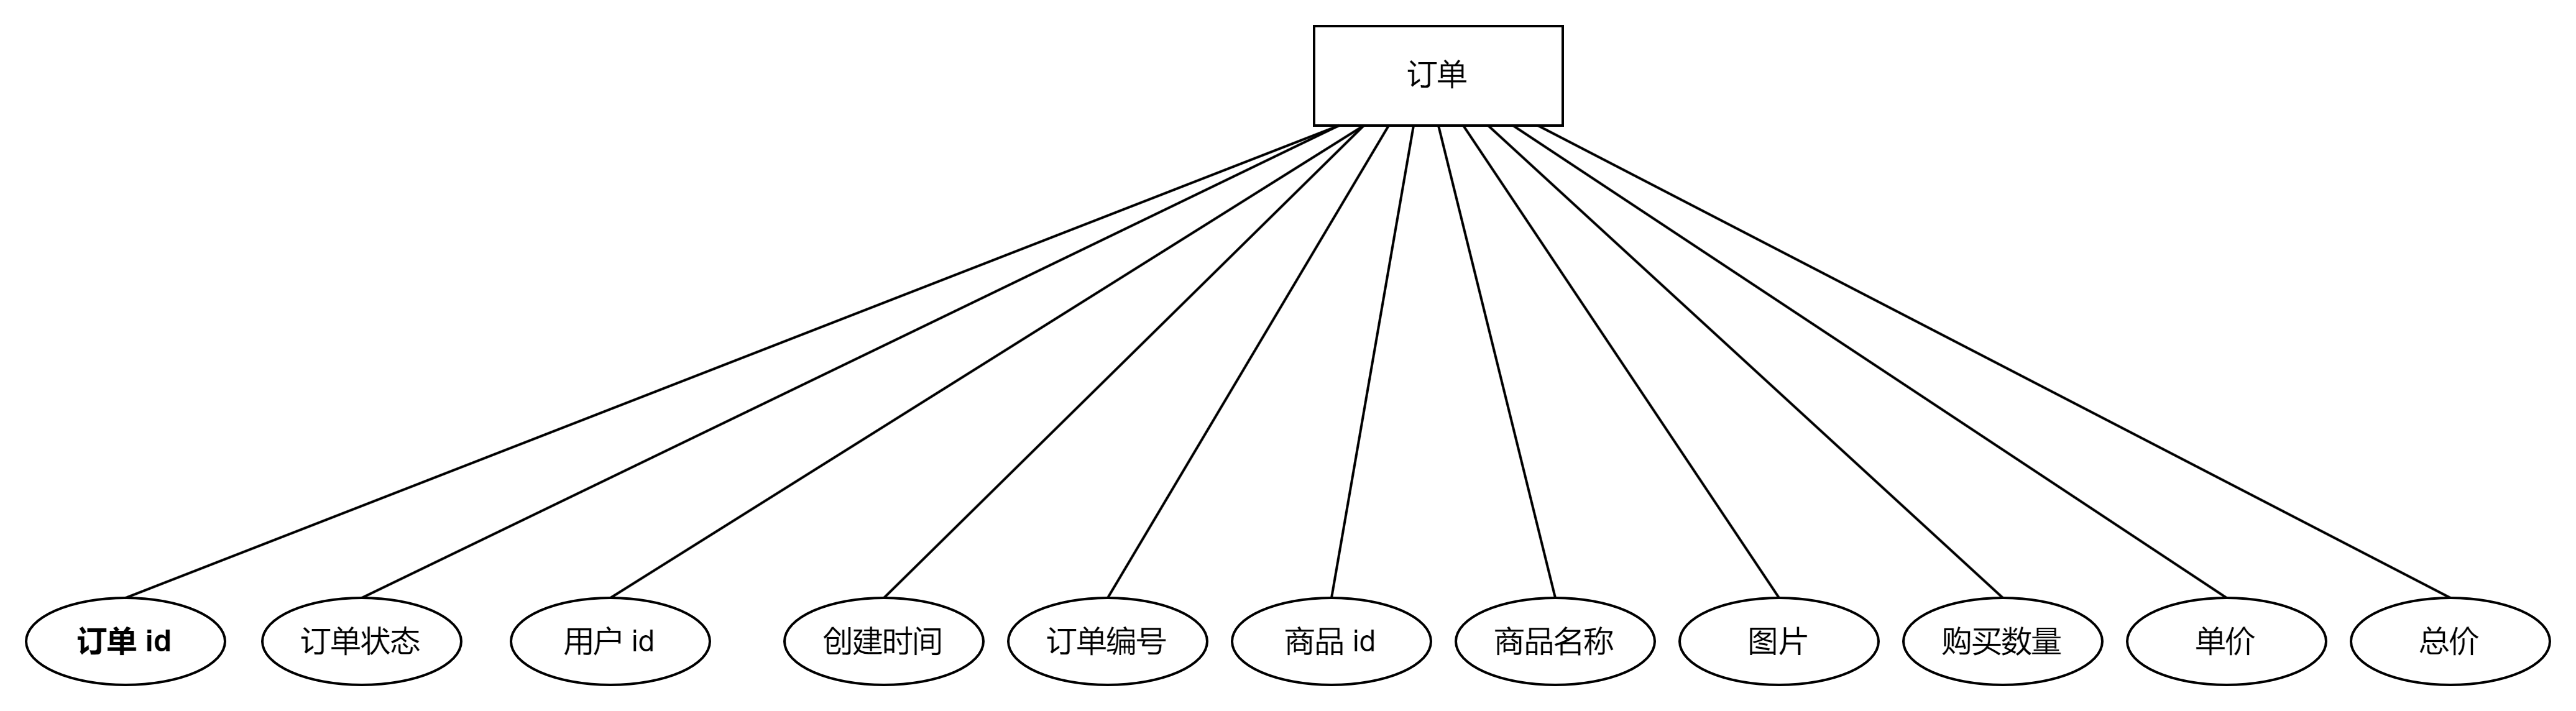 订单
订单 id
订单状态
用户 id
创建时间
订单编号
商品 id
商品名称
图片
购买数量
单价
总价